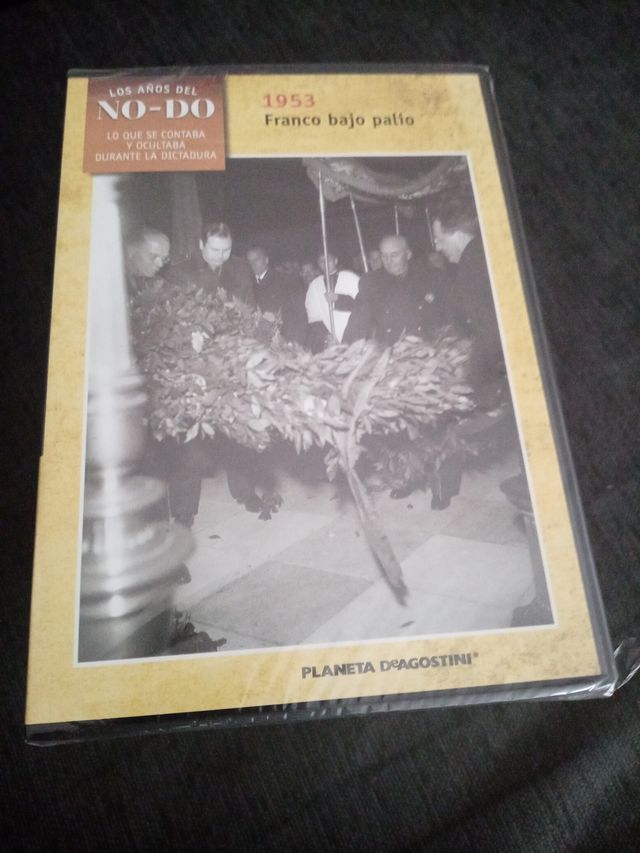 LOS AÑOS DEL
NO-DO
LO QUE SE CONTABA
Y OCULTABA
DURANTE LA DICTADURA
1953
Franco bajo palio
PLANETA DeAGOSTINI®